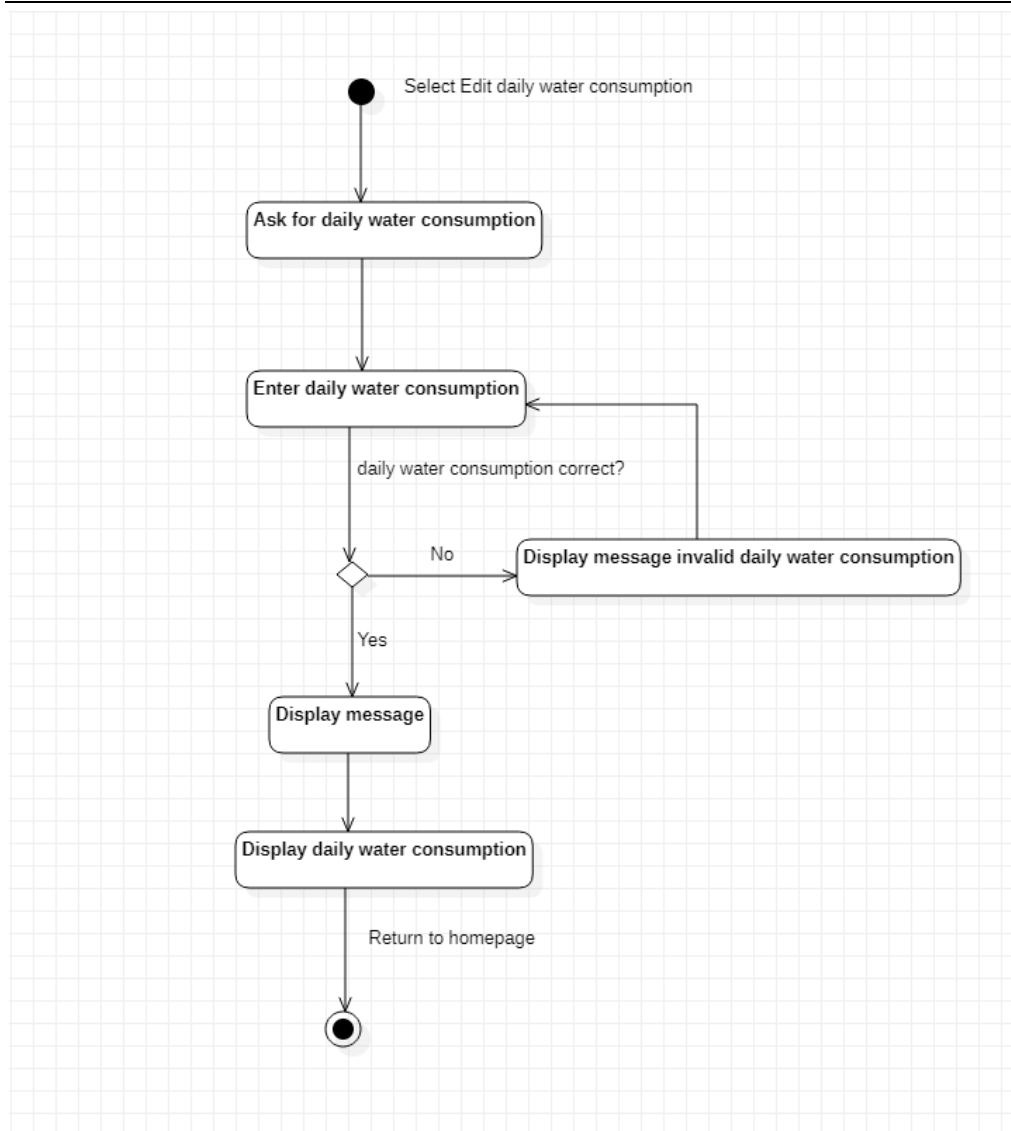 Select Edit daily water consumption
Ask for daily water consumption
Enter daily water consumption
daily water consumption correct?
No
Display message invalid daily water consumption
Yes
Display message
Display daily water consumption
Return to homepage